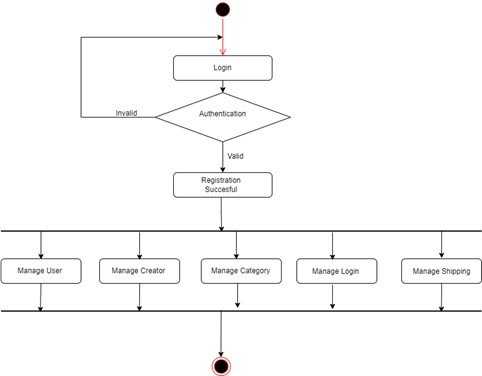 Login
Authentication
Invalid
Valid
Registration
Succesful
Manage User
Manage Creator
Manage Category
Manage Login
Manage Shipping